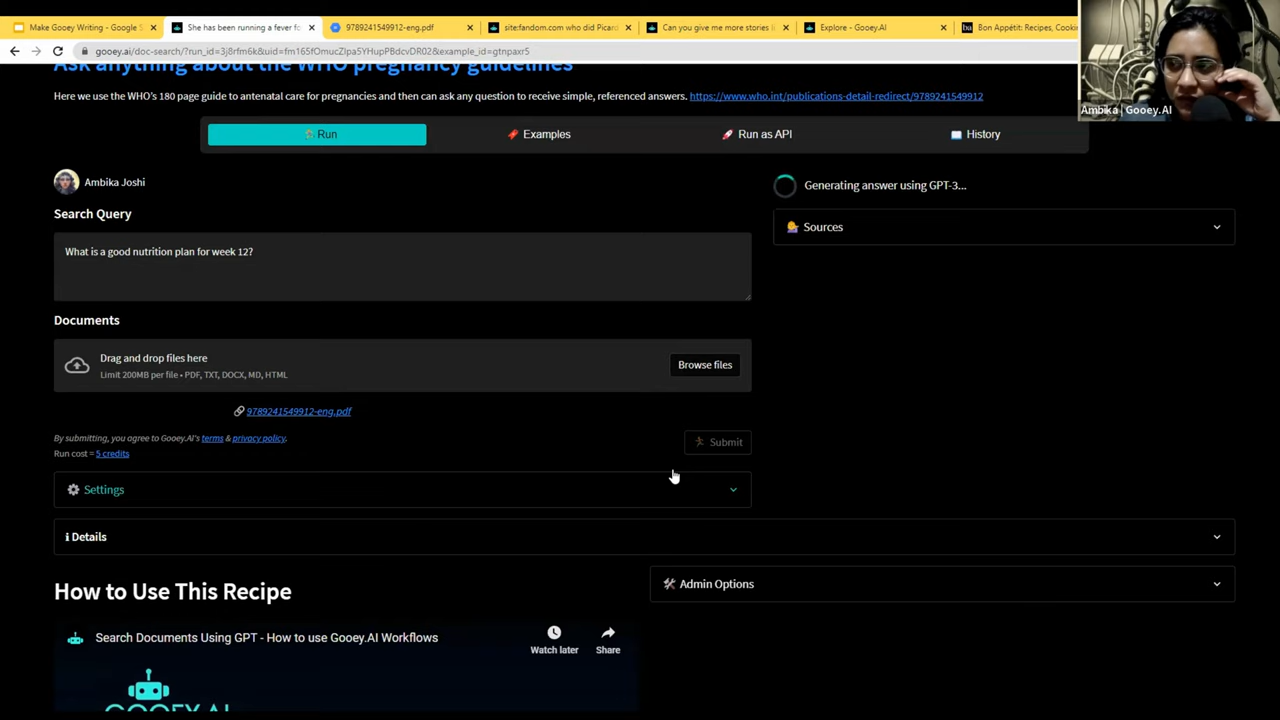 Make Gooey Writing - Google S
She has been running a fever fo
9789241549912-eng.pdf
site:fandom.com who did Picard
Can you give me more stories li
Explore - Gooey.AI
Bon Appétit: Recipes, Cooki
gooey.ai/doc-search/?run_id=3j8rfm6k&uid=fm165fOmucZlpa5YHupPBdcvDR02&example_id=gtnpaxr5
Ambika | Gooey.AI
Ask anything about the WHO pregnancy guidelines
Here we use the WHO's 180 page guide to antenatal care for pregnancies and then can ask any question to receive simple, referenced answers. https://www.who.int/publications-detail-redirect/9789241549912
Run
Examples
Run as API
History
Ambika Joshi
Generating answer using GPT-3...
Search Query
Sources
What is a good nutrition plan for week 12?
Documents
Drag and drop files here
Limit 200MB per file • PDF, TXT, DOCX, MD, HTML
Browse files
9789241549912-eng.pdf
By submitting, you agree to Gooey.AI's terms & privacy policy.
Submit
Run cost = 5 credits
Settings
Details
How to Use This Recipe
Admin Options
Search Documents Using GPT - How to use Gooey.AI Workflows
Watch later
Share
GOOEY.AI